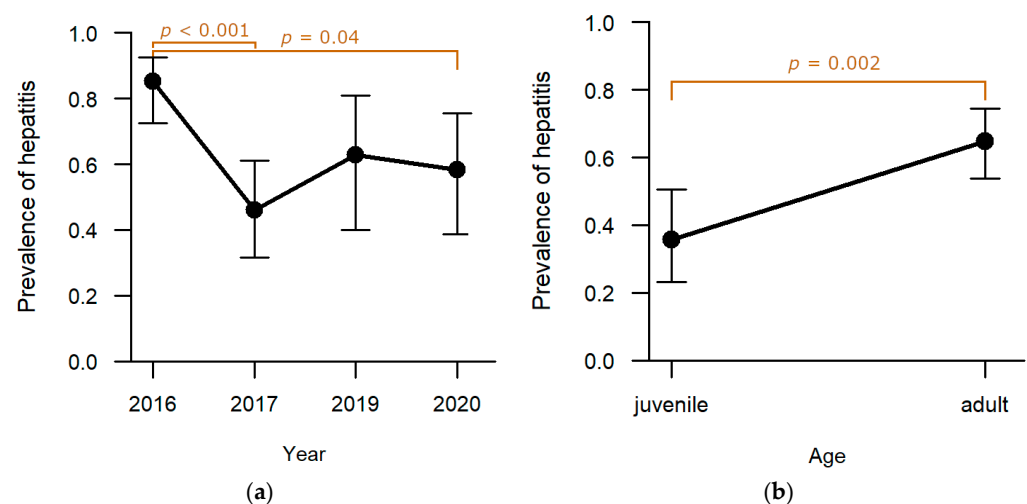 Prevalence of hepatitis
1.0
0.8
0.6
0.4
0.2
0.0
p < 0.001
p = 0.04
2016 2017 2019 2020
Year
(a)
Prevalence of hepatitis
1.0
0.8
0.6
0.4
0.2
0.0
p = 0.002
juvenile adult
Age
(b)